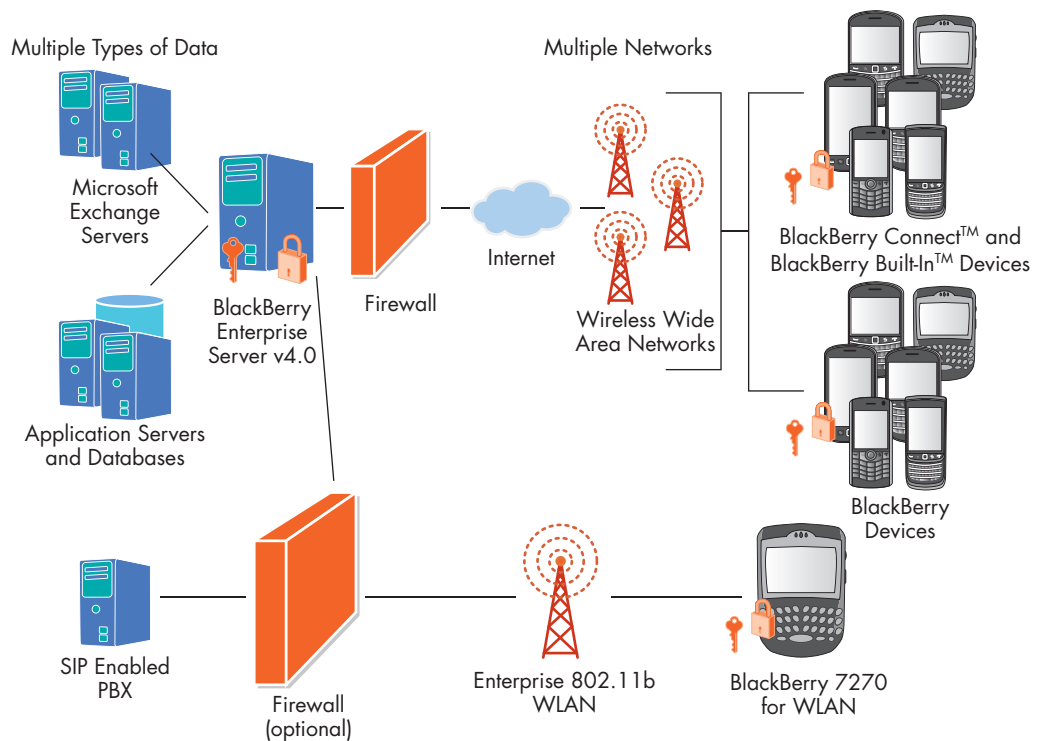 Multiple Types of Data
Multiple Networks
Microsoft
Exchange
Servers
BlackBerry
Enterprise
Server v4.0
Firewall
Internet
Wireless Wide
Area Networks
BlackBerry Connect™ and
BlackBerry Built-In™ Devices
Application Servers
and Databases
BlackBerry
Devices
SIP Enabled
PBX
Firewall
(optional)
Enterprise 802.11b
WLAN
BlackBerry 7270
for WLAN